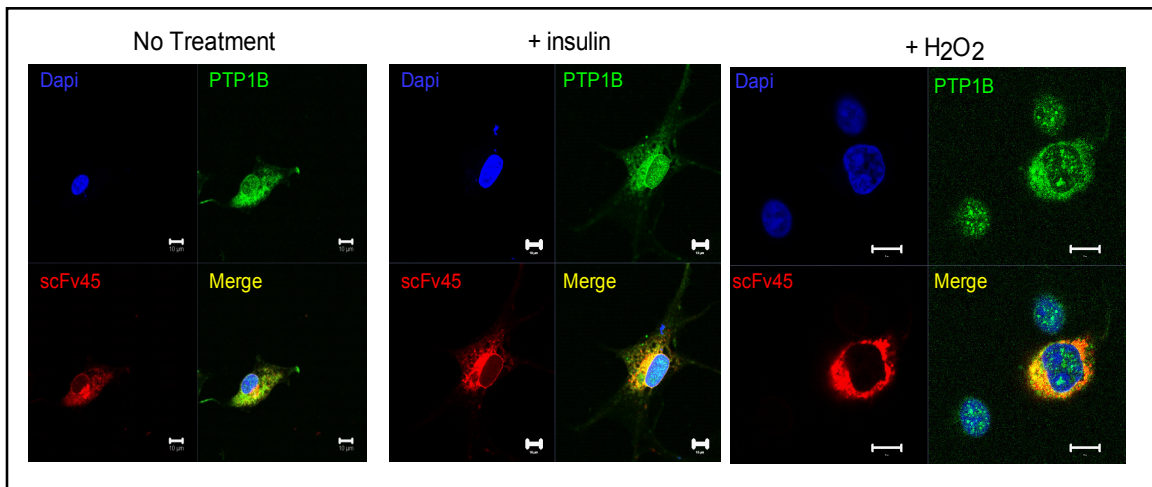 No Treatment
Dapi PTP1B
10 µm 10 µm
scFv45 Merge
10 µm 10 µm
+ insulin
Dapi PTP1B
scFv45 Merge
+ H2O2
Dapi PTP1B
scFv45 Merge